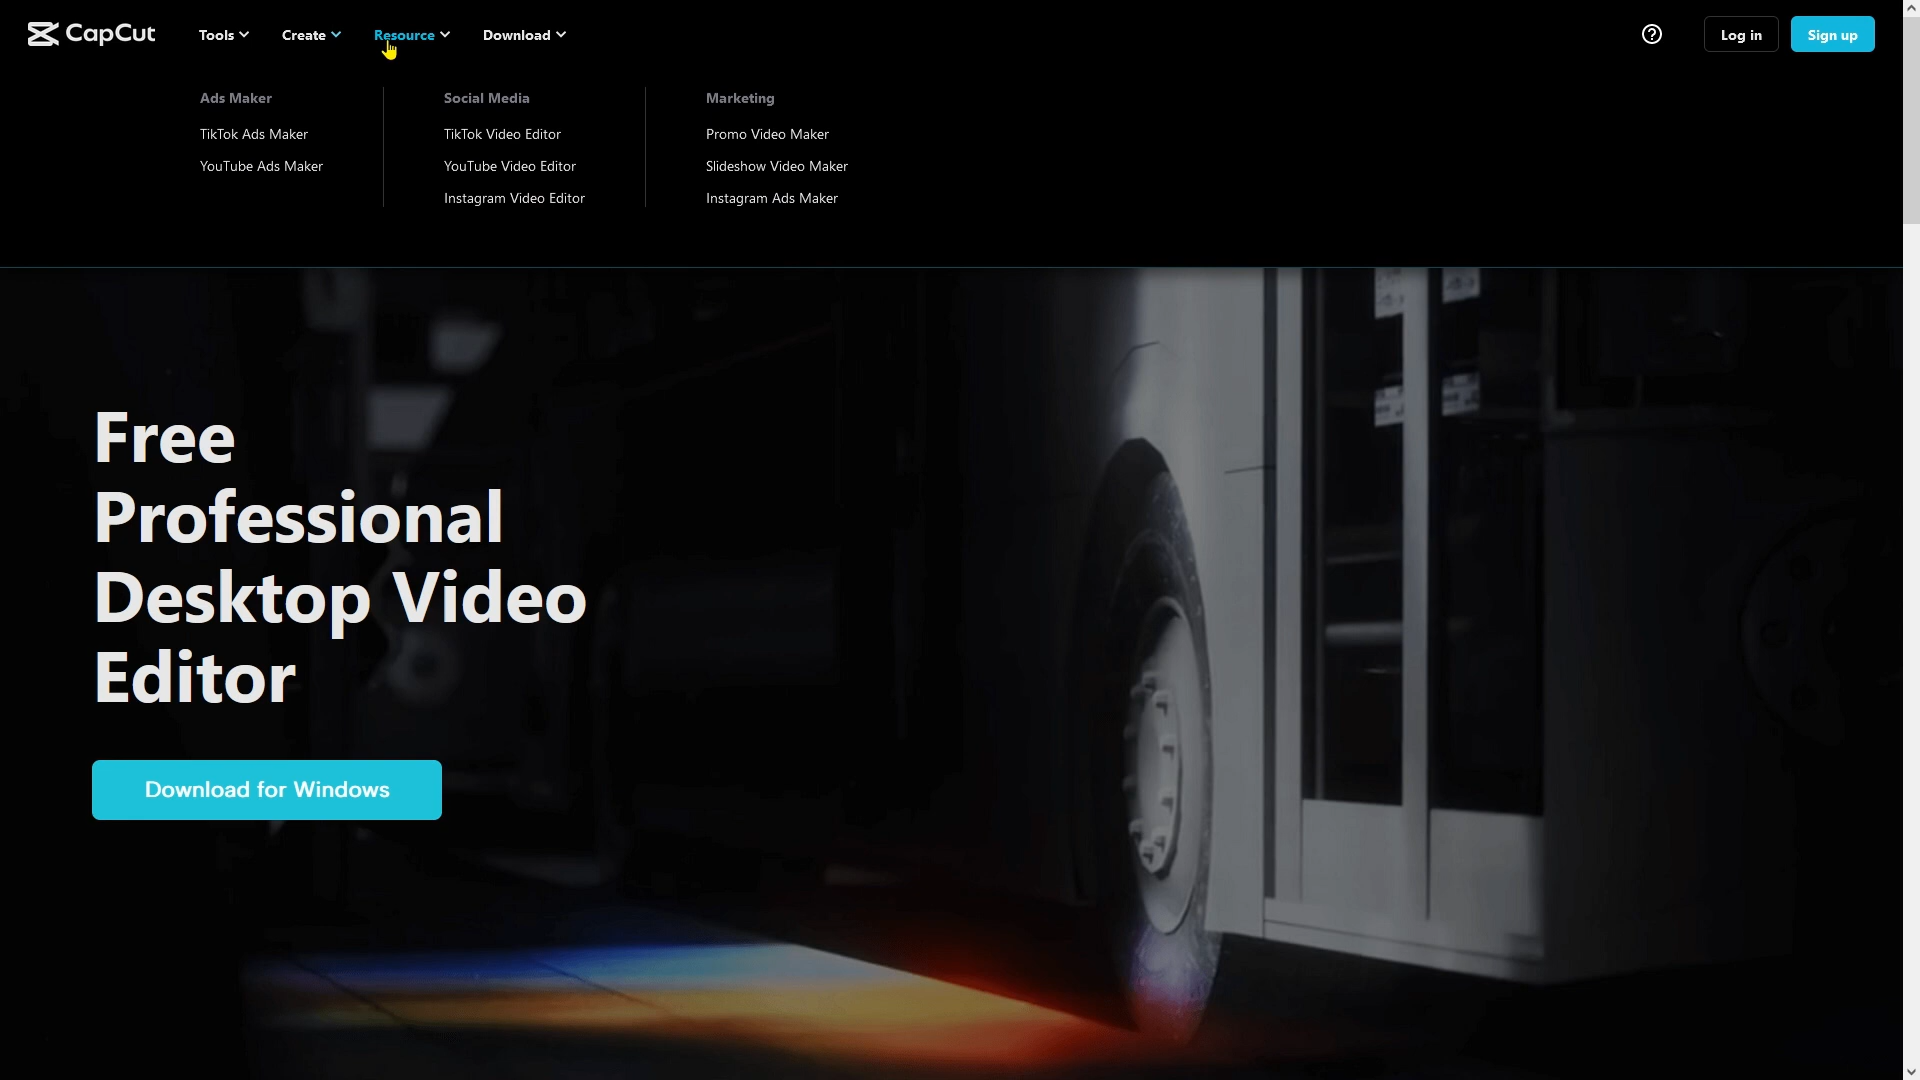 CapCut
Tools
Create
Resource
Download
Log in
Sign up
Ads Maker
TikTok Ads Maker
YouTube Ads Maker
Social Media
TikTok Video Editor
YouTube Video Editor
Instagram Video Editor
Marketing
Promo Video Maker
Slideshow Video Maker
Instagram Ads Maker
Free
Professional
Desktop Video
Editor
Download for Windows